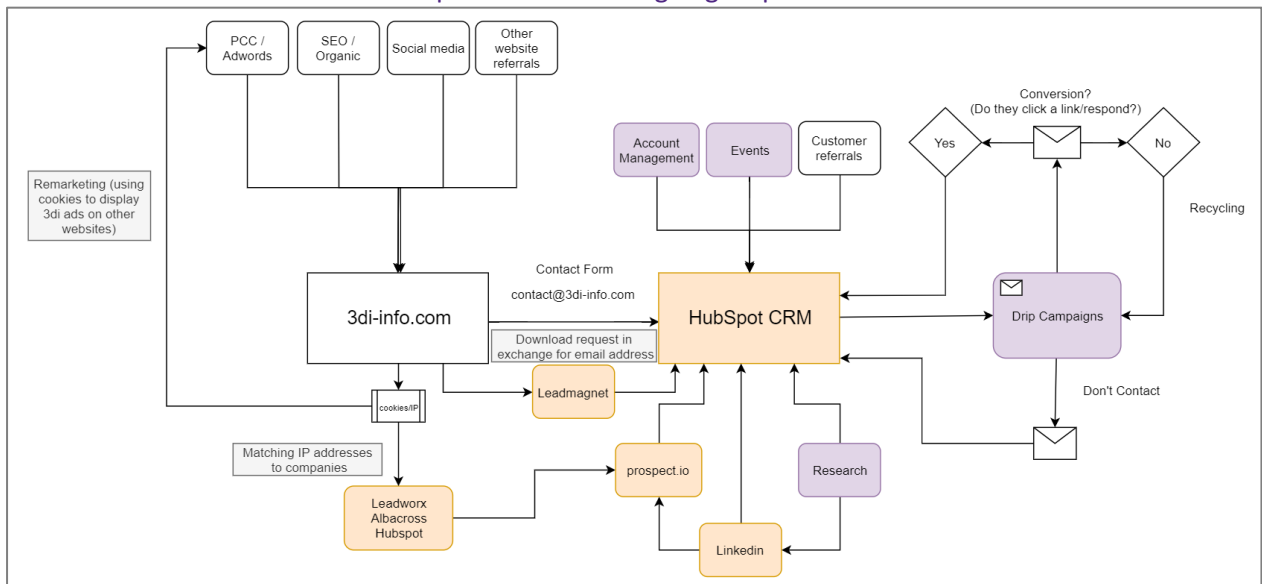 PCC /
Adwords
SEO /
Organic
Social media
Other
website
referrals
Conversion?
(Do they click a link/respond?)
Account
Management
Events
Customer
referrals
Yes
No
Remarketing (using
cookies to display
3di ads on other
websites)
Recycling
Contact Form
contact@3di-info.com
3di-info.com
HubSpot CRM
Drip Campaigns
Download request in
exchange for email address
Leadmagnet
Don't Contact
cookies/IP
Matching IP addresses
to companies
prospect.io
Research
Leadworx
Albacross
Hubspot
Linkedin